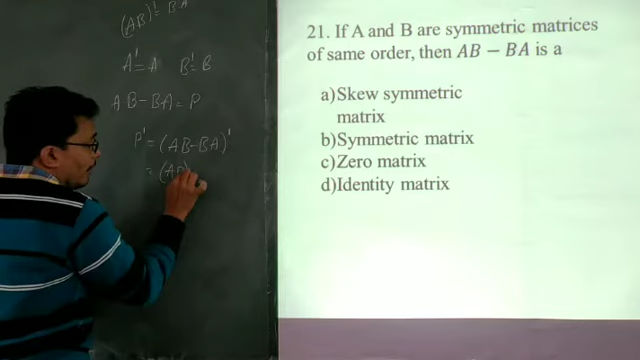 (AB)' = B'A'
A' = A   B' = B
AB - BA = P
P' = (AB - BA)'
= (AB)
21. If A and B are symmetric matrices
of same order, then AB − BA is a
a)Skew symmetric
matrix
b)Symmetric matrix
c)Zero matrix
d)Identity matrix